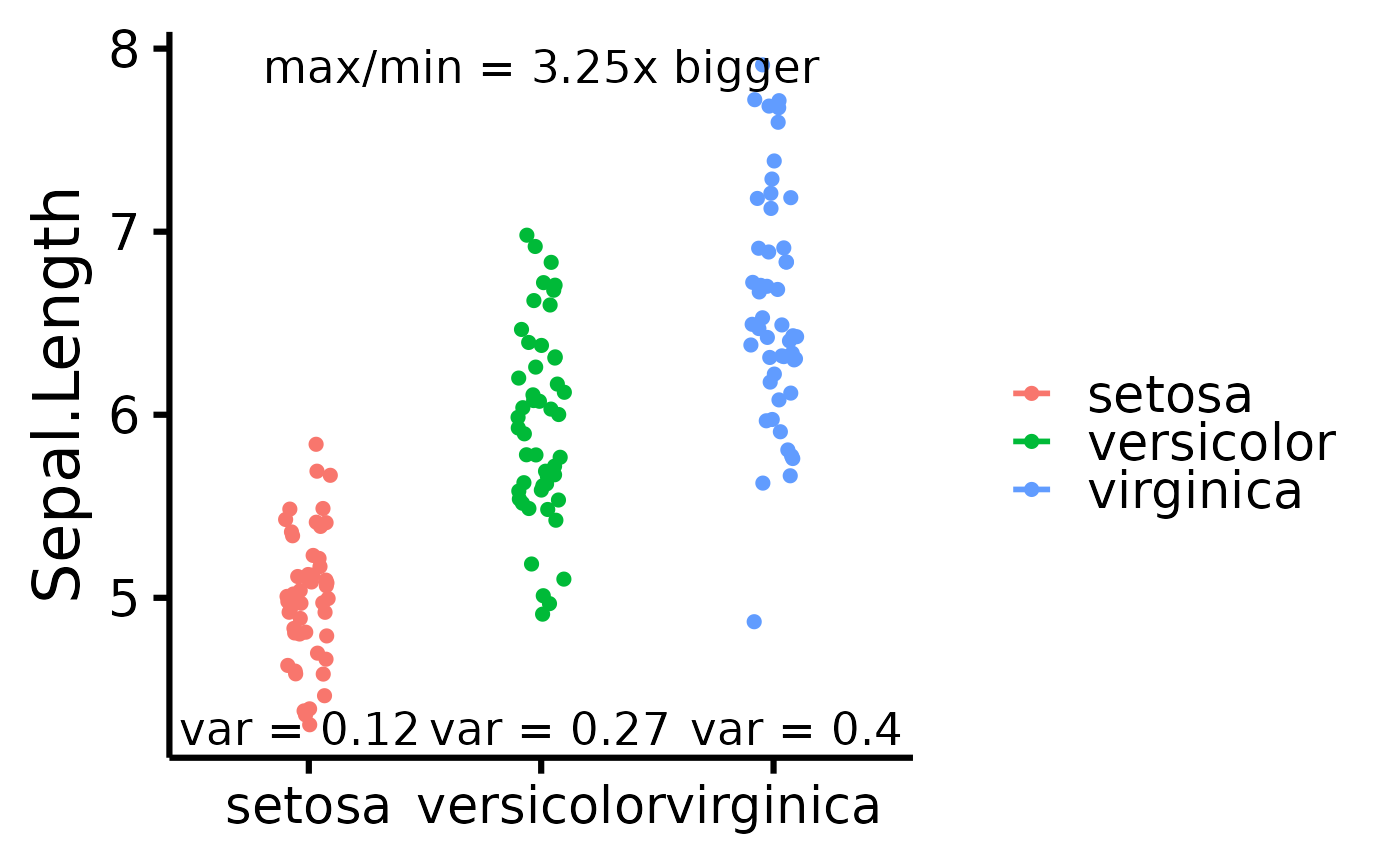 max/min = 3.25x bigger
8
7
6
5
Sepal.Length
var = 0.12 var = 0.27 var = 0.4
setosa versicolor virginica
setosa
versicolor
virginica